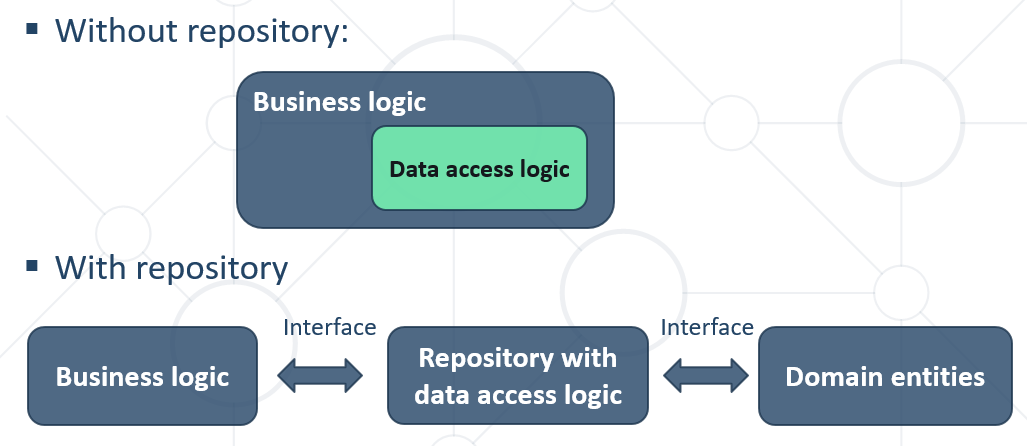 ▪ Without repository:
Business logic
Data access logic
▪ With repository
Interface
Interface
Business logic
Repository with
data access logic
Domain entities